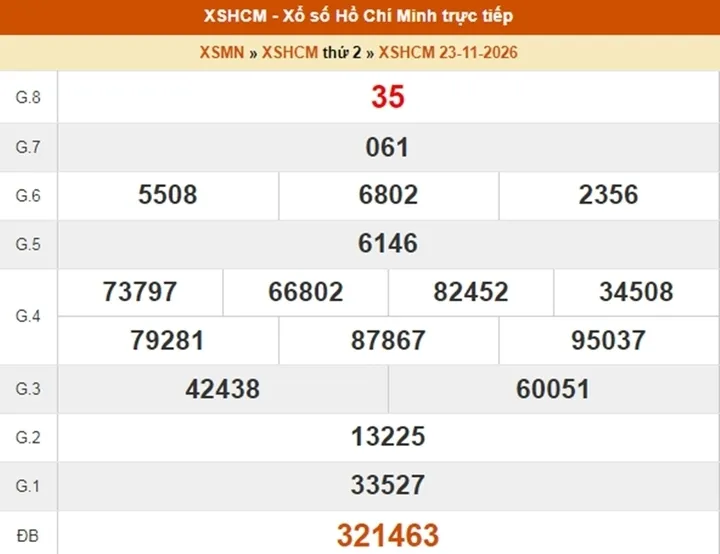 XSHCM - Xổ số Hồ Chí Minh trực tiếp
XSMN » XSHCM thứ 2 » XSHCM 23-11-2026
G.8 35
G.7 061
G.6 5508 6802 2356
G.5 6146
G.4 73797 66802 82452 34508
79281 87867 95037
G.3 42438 60051
G.2 13225
G.1 33527
ĐB 321463